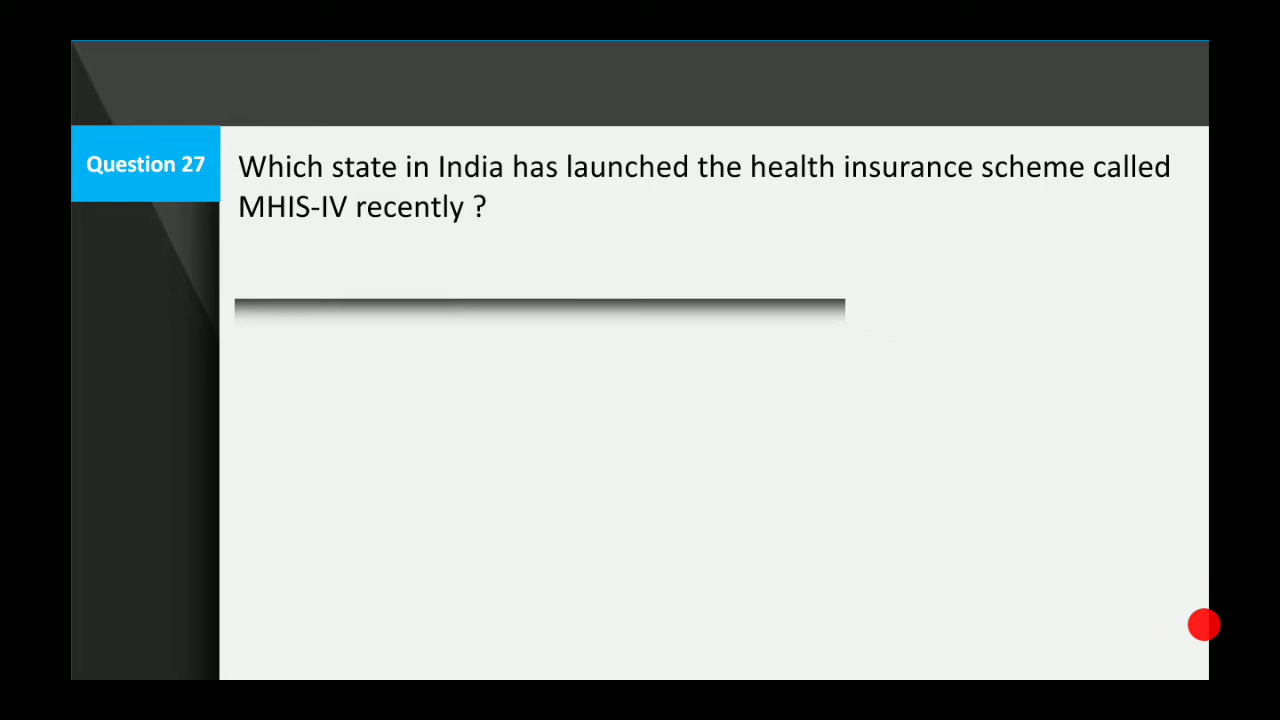 Question 27
Which state in India has launched the health insurance scheme called
MHIS-IV recently ?